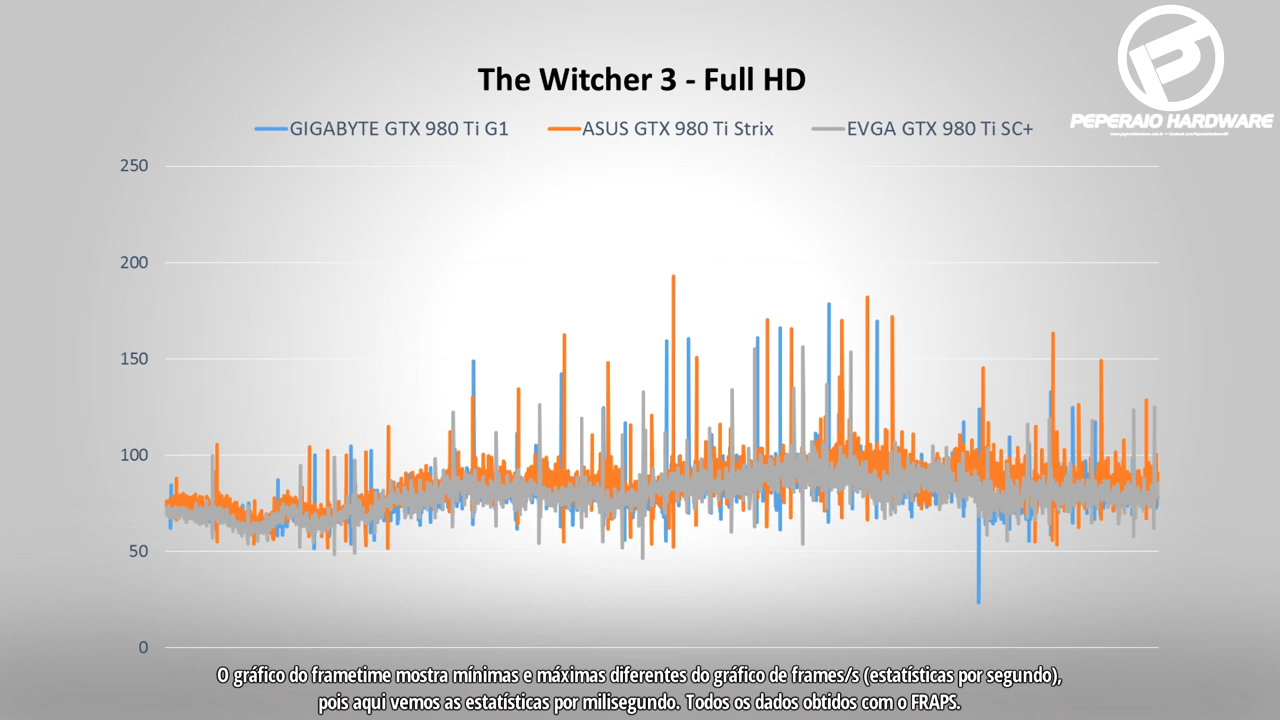 The Witcher 3 - Full HD
GIGABYTE GTX 980 Ti G1 ASUS GTX 980 Ti Strix EVGA GTX 980 Ti SC+
PEPERAIO HARDWARE
250
200
150
100
50
0
O gráfico do frametime mostra mínimas e máximas diferentes do gráfico de frames/s (estatísticas por segundo),
pois aqui vemos as estatísticas por milisegundo. Todos os dados obtidos com o FRAPS.